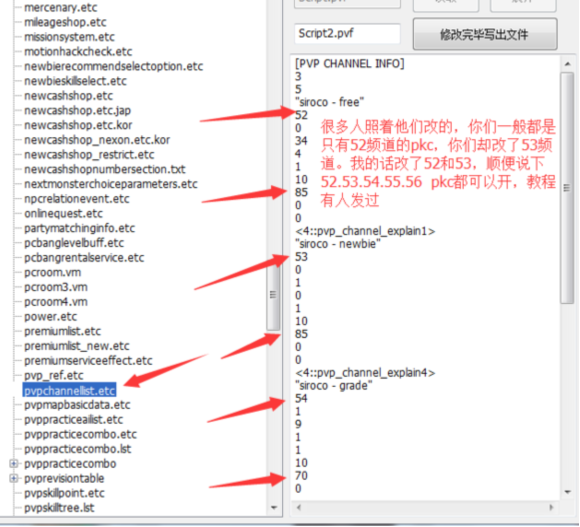 mercenary.etc
mileageshop.etc
missionsystem.etc
motionhackcheck.etc
newbierecommendselectoption.etc
newbieskillselect.etc
newcashshop.etc
newcashshop.etc.jap
newcashshop.etc.kor
newcashshop_nexon.etc.kor
newcashshop_restrict.etc
newcashshopnumbersection.txt
nextmonsterchoiceparameters.etc
npcrelationevent.etc
onlinequest.etc
partymatchinginfo.etc
pcbanglevelbuff.etc
pcbangrentalservice.etc
pcroom.vm
pcroom3.vm
pcroom4.vm
power.etc
premiumlist.etc
premiumlist_new.etc
premiumserviceeffect.etc
pvp_ref.etc
pvpchannellist.etc
pvpmapbasicdata.etc
pvppracticeailist.etc
pvppracticecombo.etc
pvppracticecombo.lst
pvppracticecombo
pvprevisiontable
pvpskillpoint.etc
pvpskilltree.lst
Script2.pvf
修改完毕写出文件
[PVP CHANNEL INFO]
3
5
"siroco - free"
52
0
34
4
1
10
85
0
0
<4::pvp_channel_explain1>
"siroco - newbie"
53
0
1
0
1
10
85
0
0
<4::pvp_channel_explain4>
"siroco - grade"
54
1
9
1
1
10
70
0
很多人照着他们改的，你们一般都是
只有52频道的pkc，你们却改了53频
道。我的话改了52和53，顺便说下
52.53.54.55.56 pkc都可以开，教程
有人发过